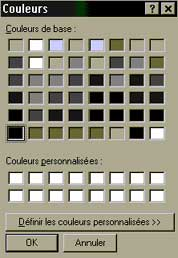 Couleurs
Couleurs de base :
Couleurs personnalisées :
Définir les couleurs personnalisées >>
OK Annuler